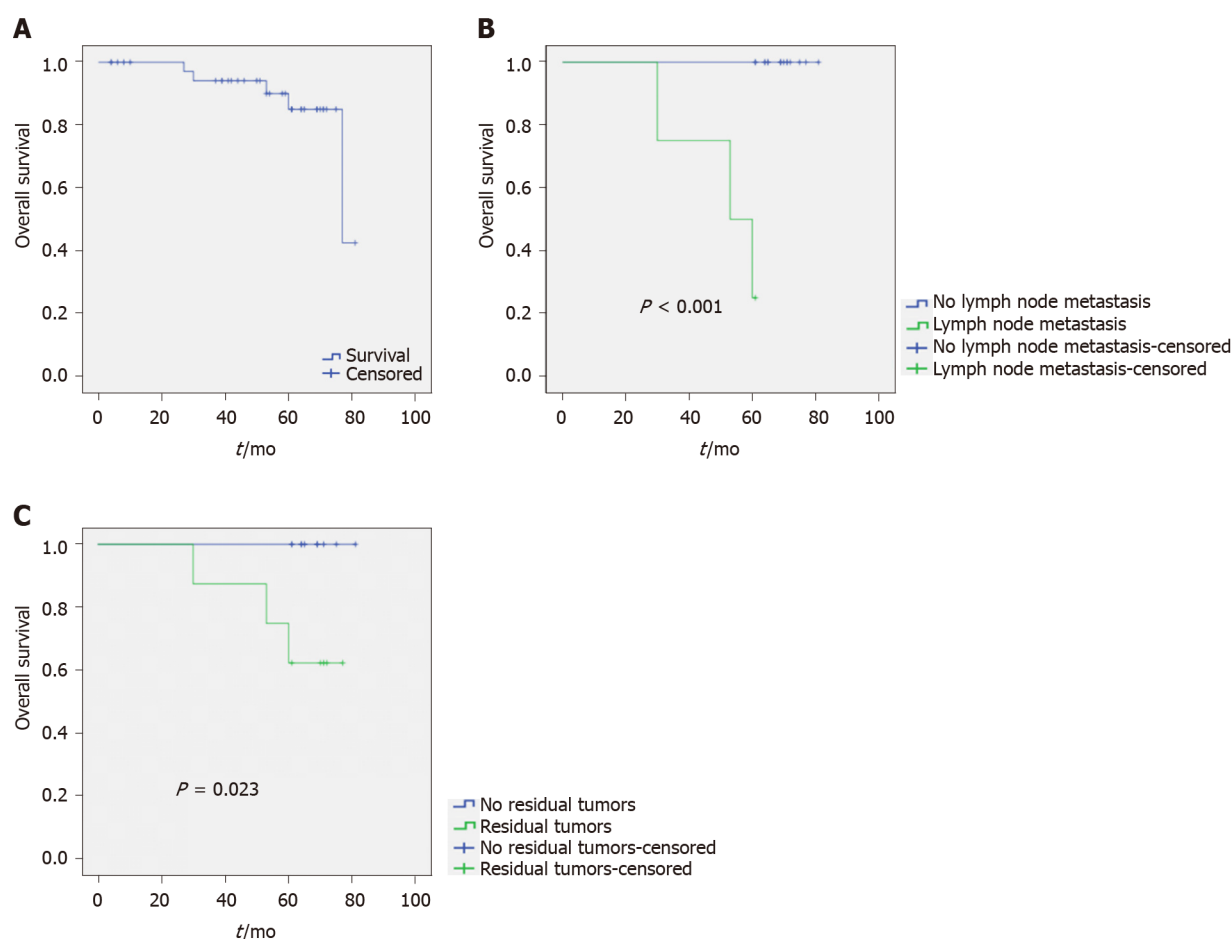 A
Overall survival
1.0
0.8
0.6
0.4
0.2
0.0
Survival
Censored
0 20 40 60 80 100
t/mo
B
Overall survival
1.0
0.8
0.6
0.4
0.2
0.0
P < 0.001
0 20 40 60 80 100
t/mo
No lymph node metastasis
Lymph node metastasis
No lymph node metastasis-censored
Lymph node metastasis-censored
C
Overall survival
1.0
0.8
0.6
0.4
0.2
0.0
P = 0.023
0 20 40 60 80 100
t/mo
No residual tumors
Residual tumors
No residual tumors-censored
Residual tumors-censored